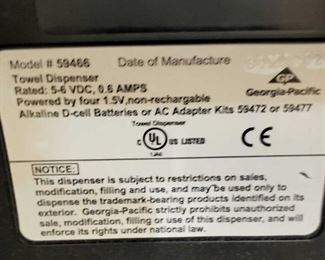 Model # 59466 Date of Manufacture
Towel Dispenser
Rated: 5-6 VDC, 0.6 AMPS
Powered by four 1.5V,non-rechargable
Alkaline D-cell Batteries or AC Adapter Kits 59472 or 59477
GP
Georgia-Pacific
Towel Dispenser
C UL US LISTED CE
NOTICE:
This dispenser is subject to restrictions on sales,
modification, filling and use, and may be used only to
dispense the trademark-bearing products identified on its
exterior. Georgia-Pacific strictly prohibits unauthorized
sale, modification, filling or use of this dispenser, and will
enforce its rights under national law.